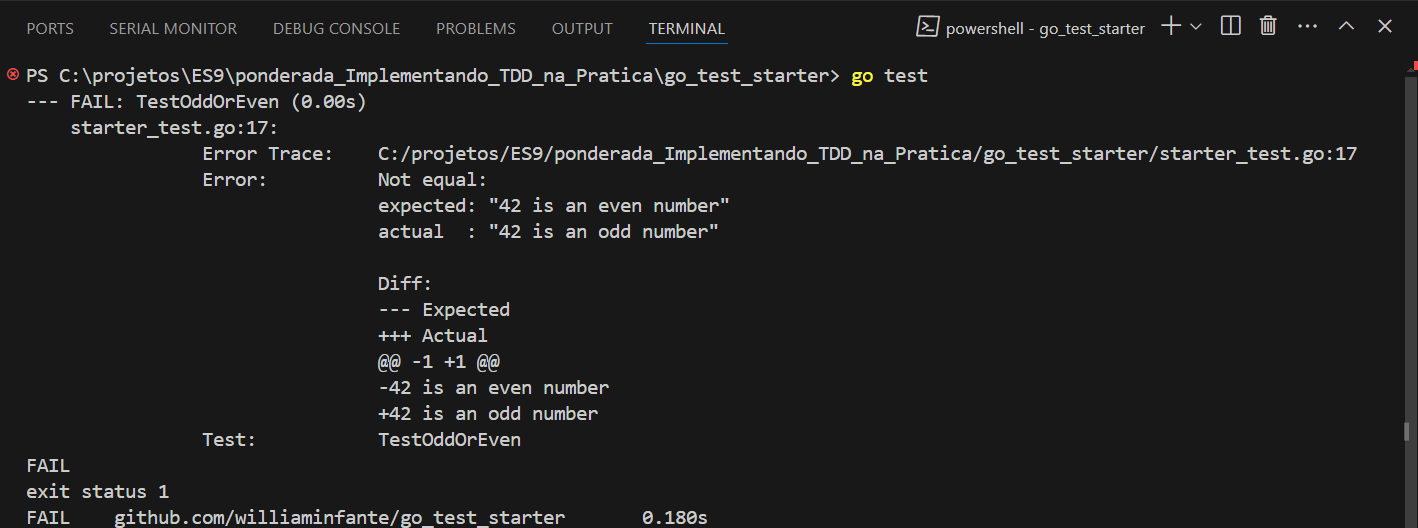 PORTS SERIAL MONITOR DEBUG CONSOLE PROBLEMS OUTPUT TERMINAL powershell - go_test_starter
PS C:\projetos\ES9\ponderada_Implementando_TDD_na_Pratica\go_test_starter> go test
--- FAIL: TestOddOrEven (0.00s)
    starter_test.go:17:
                Error Trace:    C:/projetos/ES9/ponderada_Implementando_TDD_na_Pratica/go_test_starter/starter_test.go:17
                Error:          Not equal:
                                expected: "42 is an even number"
                                actual  : "42 is an odd number"
                                Diff:
                                --- Expected
                                +++ Actual
                                @@ -1 +1 @@
                                -42 is an even number
                                +42 is an odd number
                Test:           TestOddOrEven
FAIL
exit status 1
FAIL    github.com/williaminfante/go_test_starter       0.180s